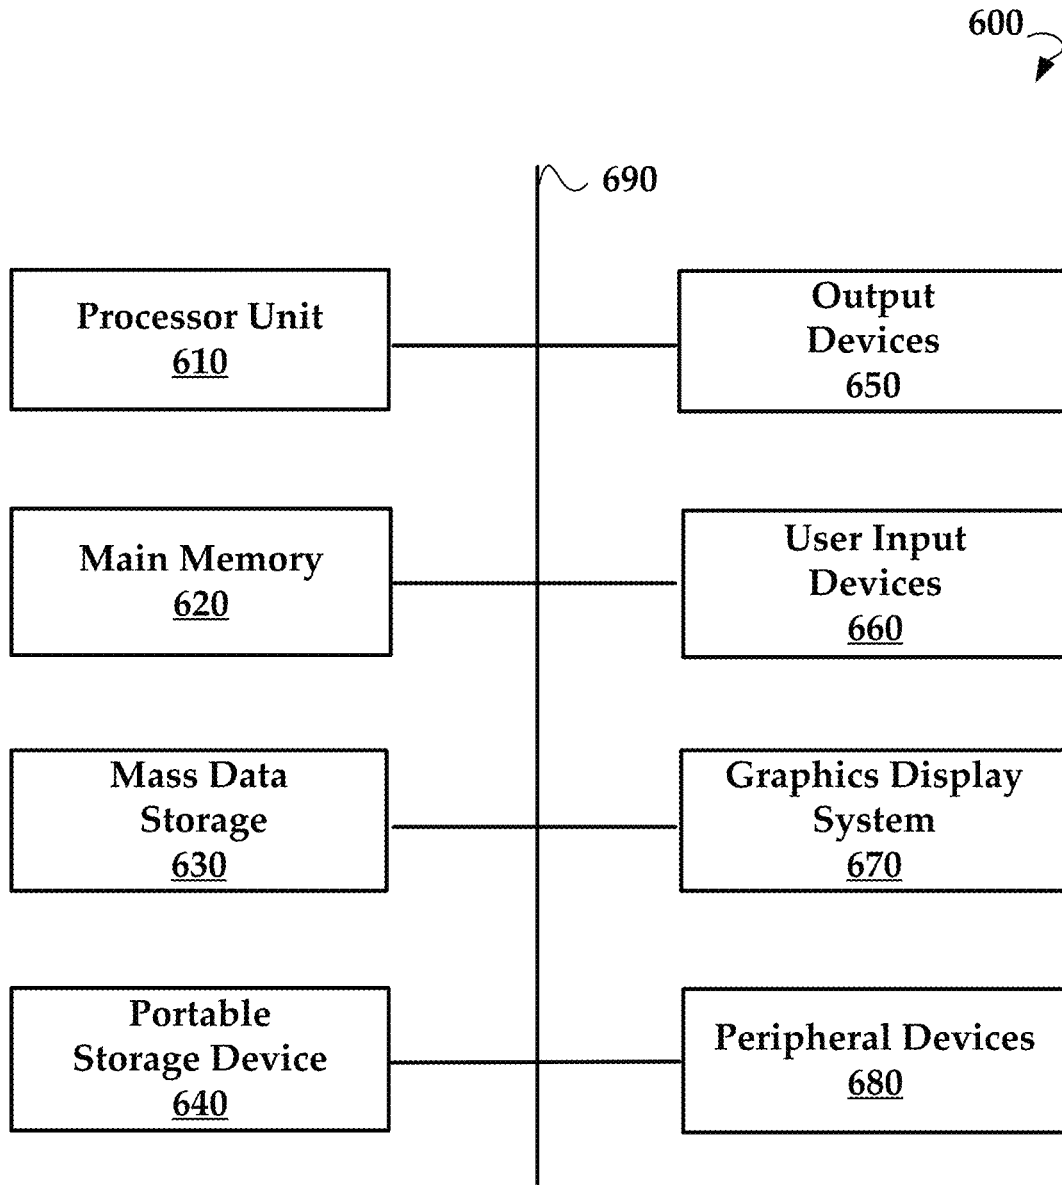 600
690
Processor Unit
610
Output
Devices
650
Main Memory
620
User Input
Devices
660
Mass Data
Storage
630
Graphics Display
System
670
Portable
Storage Device
640
Peripheral Devices
680